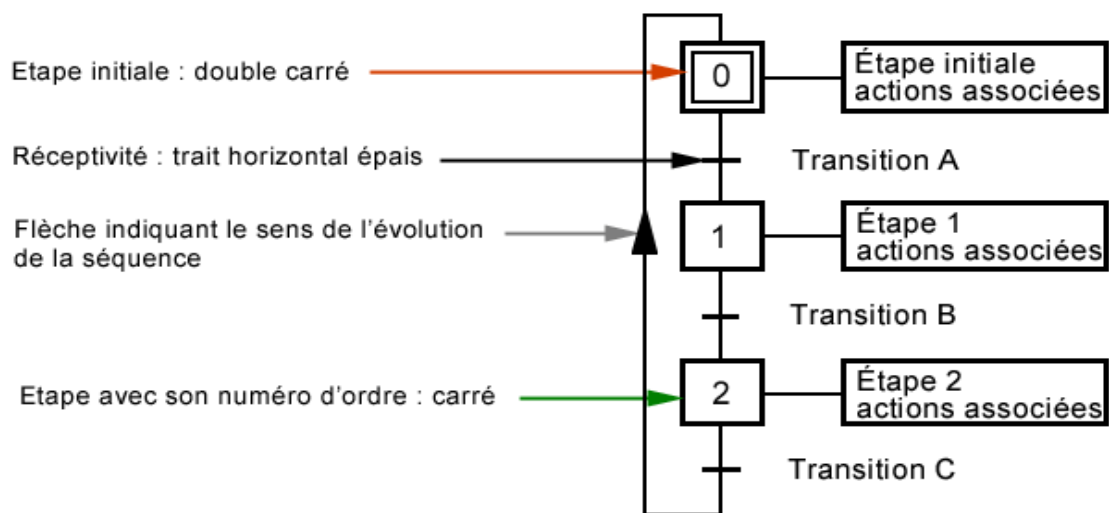 Etape initiale : double carré
0
Étape initiale
actions associées
Réceptivité : trait horizontal épais
Transition A
Flèche indiquant le sens de l'évolution
de la séquence
1
Étape 1
actions associées
Transition B
Etape avec son numéro d'ordre : carré
2
Étape 2
actions associées
Transition C